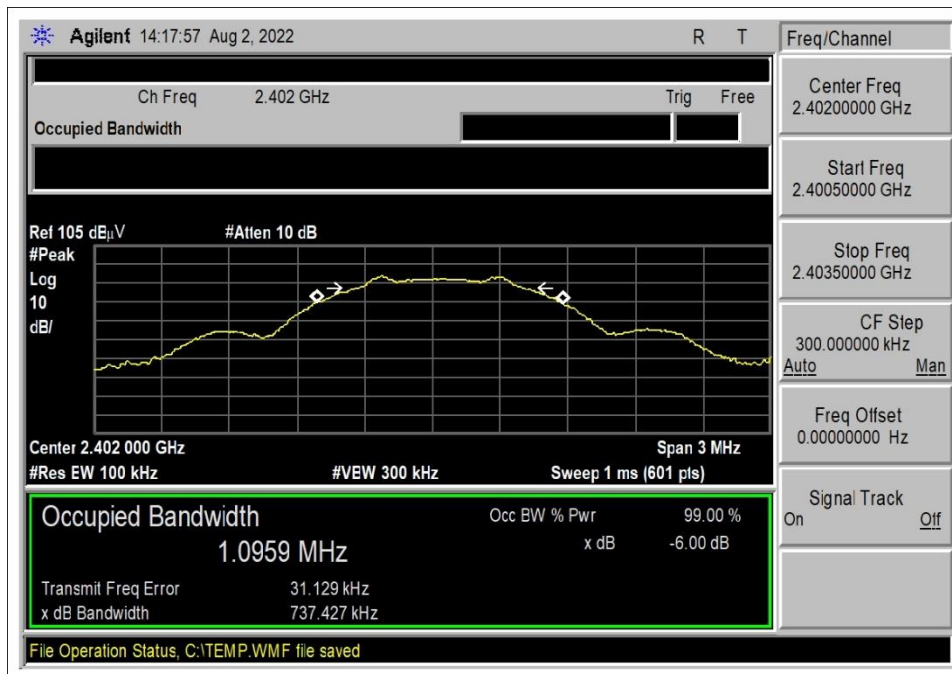 Agilent 14:17:57 Aug 2, 2022 R T
Freq/Channel
Ch Freq 2.402 GHz Trig Free
Occupied Bandwidth
Center Freq
2.40200000 GHz
Start Freq
2.40050000 GHz
Stop Freq
2.40350000 GHz
CF Step
300.000000 kHz
Auto Man
Freq Offset
0.00000000 Hz
Signal Track
On Off
Ref 105 dBµV #Atten 10 dB
#Peak
Log
10
dB/
Center 2.402 000 GHz Span 3 MHz
#Res EW 100 kHz #VEW 300 kHz Sweep 1 ms (601 pts)
Occupied Bandwidth Occ BW % Pwr 99.00 %
1.0959 MHz x dB -6.00 dB
Transmit Freq Error 31.129 kHz
x dB Bandwidth 737.427 kHz
File Operation Status, C:\TEMP.WMF file saved